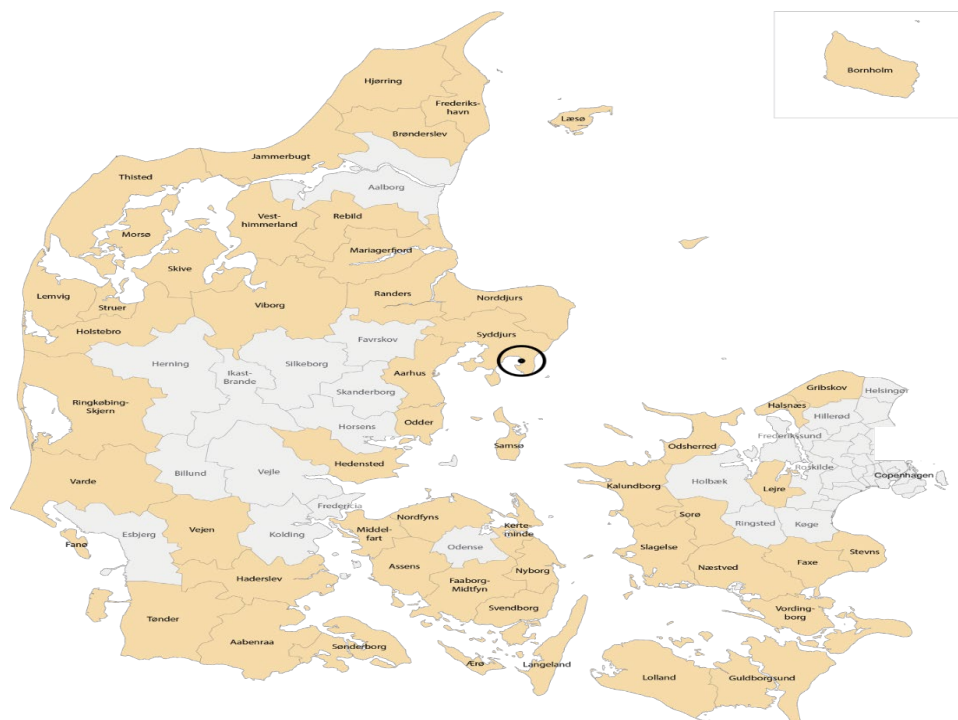 Bornholm
Hjørring
Frederiks-
havn
Læsø
Brønderslev
Jammerbugt
Thisted
Aalborg
Vest-
himmerland
Rebild
Morsø
Mariagerfjord
Skive
Lemvig
Randers
Norddjurs
Struer
Viborg
Holstebro
Syddjurs
Favrskov
Herning
Silkeborg
Ikast-
Brande
Aarhus
Gribskov
Helsingør
Skanderborg
Ringkøbing-
Skjern
Halsnæs
Hillerød
Odder
Horsens
Frederikssund
Samsø
Odsherred
Hedensted
Roskilde
Billund
Vejle
Copenhagen
Varde
Kalundborg
Holbæk
Lejre
Fredericia
Sorø
Nordfyns
Kerte-
minde
Ringsted
Køge
Esbjerg
Vejen
Kolding
Middel-
fart
Fanø
Odense
Slagelse
Stevns
Faxe
Næstved
Assens
Nyborg
Haderslev
Faaborg-
Midtfyn
Svendborg
Vording-
borg
Tønder
Aabenraa
Sønderborg
Ærø
Langeland
Lolland
Guldborgsund